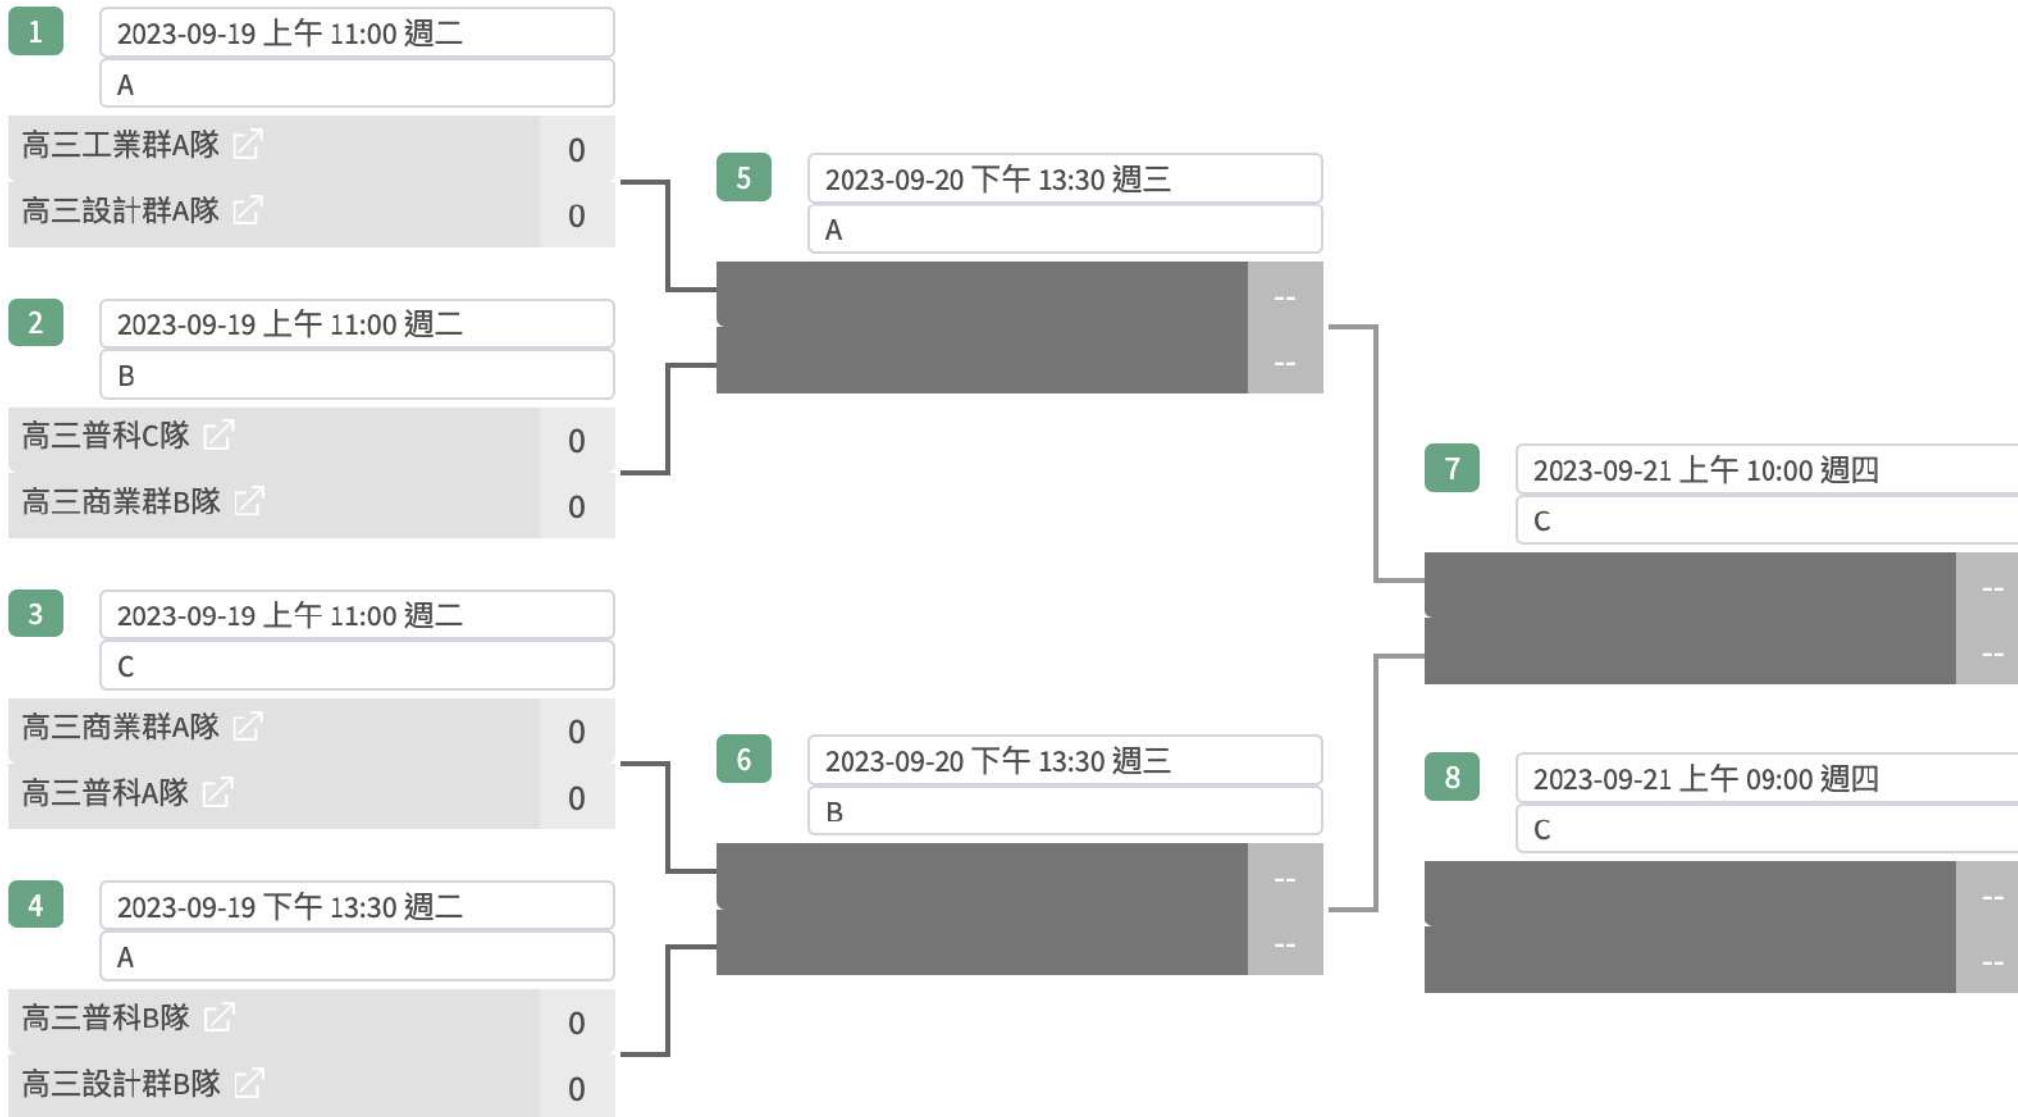 1
2023-09-19 上午 11:00 週二
A
高三工業群A隊 0
高三設計群A隊 0
2
2023-09-19 上午 11:00 週二
B
高三普科C隊 0
高三商業群B隊 0
3
2023-09-19 上午 11:00 週二
C
高三商業群A隊 0
高三普科A隊 0
4
2023-09-19 下午 13:30 週二
A
高三普科B隊 0
高三設計群B隊 0
5
2023-09-20 下午 13:30 週三
A
--
--
6
2023-09-20 下午 13:30 週三
B
--
--
7
2023-09-21 上午 10:00 週四
C
--
--
8
2023-09-21 上午 09:00 週四
C
--
--